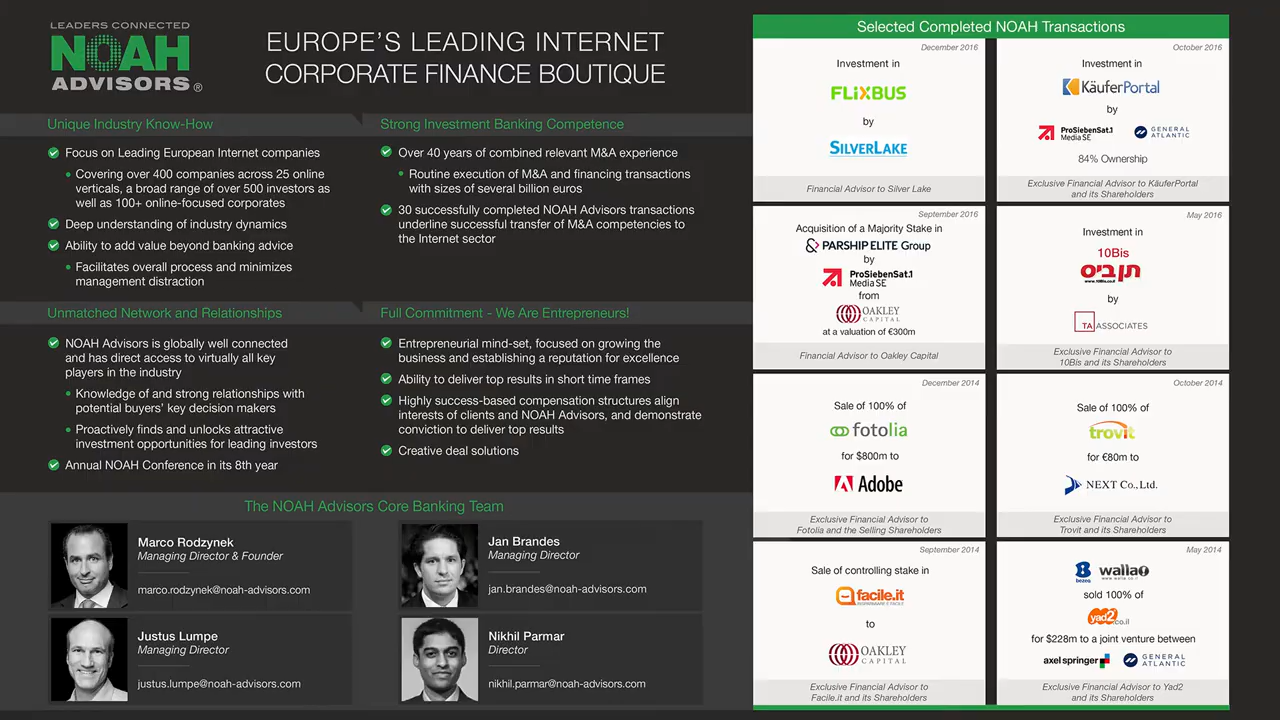 LEADERS CONNECTED
NOAH
ADVISORS®
EUROPE'S LEADING INTERNET
CORPORATE FINANCE BOUTIQUE
Unique Industry Know-How
Focus on Leading European Internet companies
• Covering over 400 companies across 25 online
verticals, a broad range of over 500 investors as
well as 100+ online-focused corporates
Deep understanding of industry dynamics
Ability to add value beyond banking advice
• Facilitates overall process and minimizes
management distraction
Strong Investment Banking Competence
Over 40 years of combined relevant M&A experience
• Routine execution of M&A and financing transactions
with sizes of several billion euros
30 successfully completed NOAH Advisors transactions
underline successful transfer of M&A competencies to
the Internet sector
Unmatched Network and Relationships
NOAH Advisors is globally well connected
and has direct access to virtually all key
players in the industry
• Knowledge of and strong relationships with
potential buyers' key decision makers
• Proactively finds and unlocks attractive
investment opportunities for leading investors
Annual NOAH Conference in its 8th year
Full Commitment - We Are Entrepreneurs!
Entrepreneurial mind-set, focused on growing the
business and establishing a reputation for excellence
Ability to deliver top results in short time frames
Highly success-based compensation structures align
interests of clients and NOAH Advisors, and demonstrate
conviction to deliver top results
Creative deal solutions
The NOAH Advisors Core Banking Team
Marco Rodzynek
Managing Director & Founder
marco.rodzynek@noah-advisors.com
Jan Brandes
Managing Director
jan.brandes@noah-advisors.com
Justus Lumpe
Managing Director
justus.lumpe@noah-advisors.com
Nikhil Parmar
Director
nikhil.parmar@noah-advisors.com
Selected Completed NOAH Transactions
December 2016
Investment in
FLiXBUS
by
SILVERLAKE
Financial Advisor to Silver Lake
October 2016
Investment in
KäuferPortal
by
ProSiebenSat.1
Media SE
GENERAL
ATLANTIC
84% Ownership
Exclusive Financial Advisor to KäuferPortal
and its Shareholders
September 2016
Acquisition of a Majority Stake in
PARSHIP ELITE Group
by
ProSiebenSat.1
Media SE
from
OAKLEY
CAPITAL
at a valuation of €300m
Financial Advisor to Oakley Capital
May 2016
Investment in
10Bis
תן ביס
www.10Bis.co.il
by
TA ASSOCIATES
Exclusive Financial Advisor to
10Bis and its Shareholders
December 2014
Sale of 100% of
fotolia
for $800m to
Adobe
Exclusive Financial Advisor to
Fotolia and the Selling Shareholders
October 2014
Sale of 100% of
trovit
for €80m to
NEXT Co., Ltd.
Exclusive Financial Advisor to
Trovit and its Shareholders
September 2014
Sale of controlling stake in
facile.it
to
OAKLEY
CAPITAL
Exclusive Financial Advisor to
Facile.it and its Shareholders
May 2014
bezeq
walla
www.walla.co.il
sold 100% of
yad2.co.il
for $228m to a joint venture between
axel springer
GENERAL
ATLANTIC
Exclusive Financial Advisor to Yad2
and its Shareholders